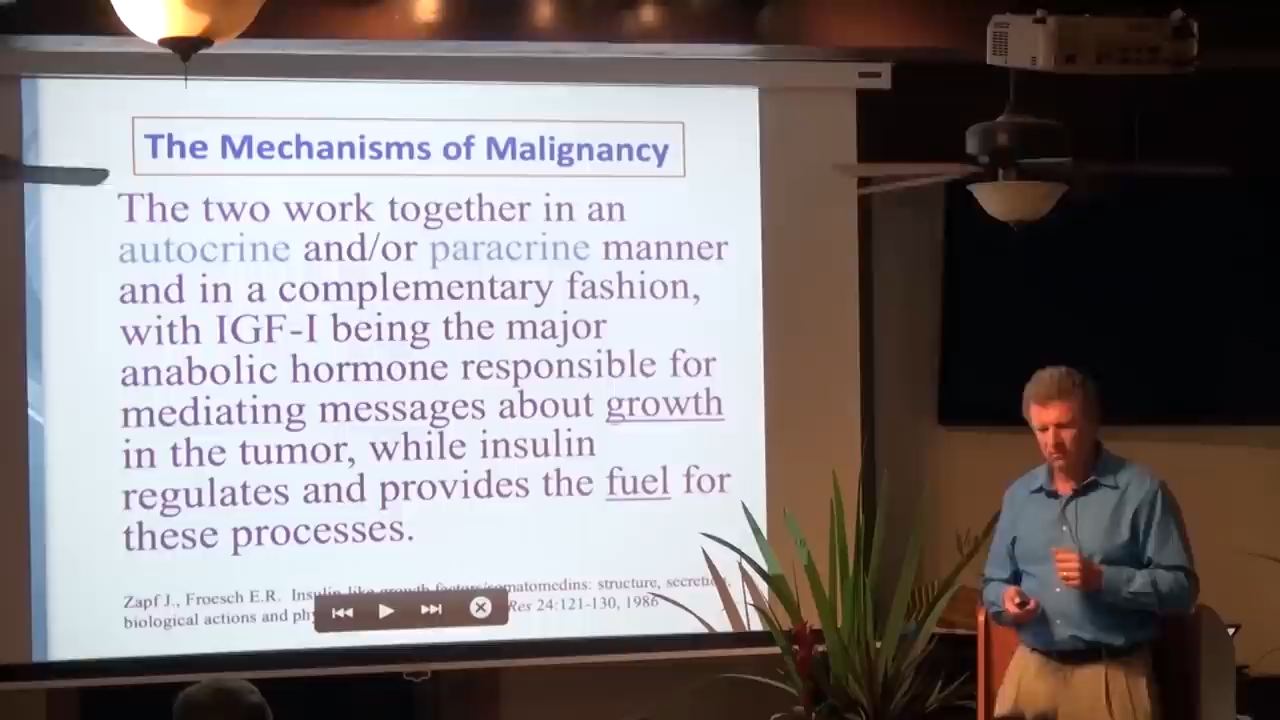 The Mechanisms of Malignancy
The two work together in an
autocrine and/or paracrine manner
and in a complementary fashion,
with IGF-I being the major
anabolic hormone responsible for
mediating messages about growth
in the tumor, while insulin
regulates and provides the fuel for
these processes.
Zapf J., Froesch E.R. Insulin-like growth factors/somatomedins: structure,
biological actions and Res 24:121-130, 1986